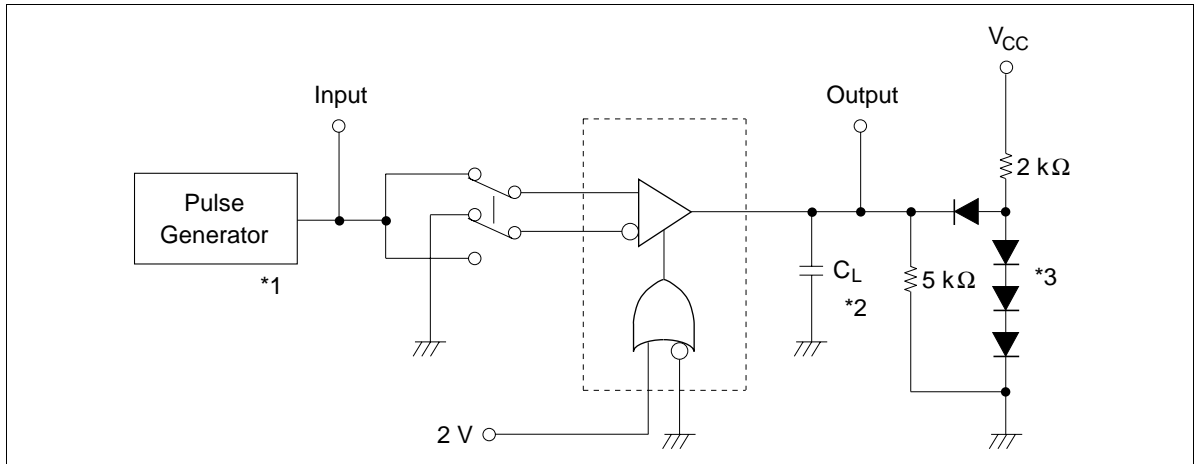 V_CC
Input
Output
2 kΩ
Pulse
Generator
*1
C_L
*2
5 kΩ
*3
2 V